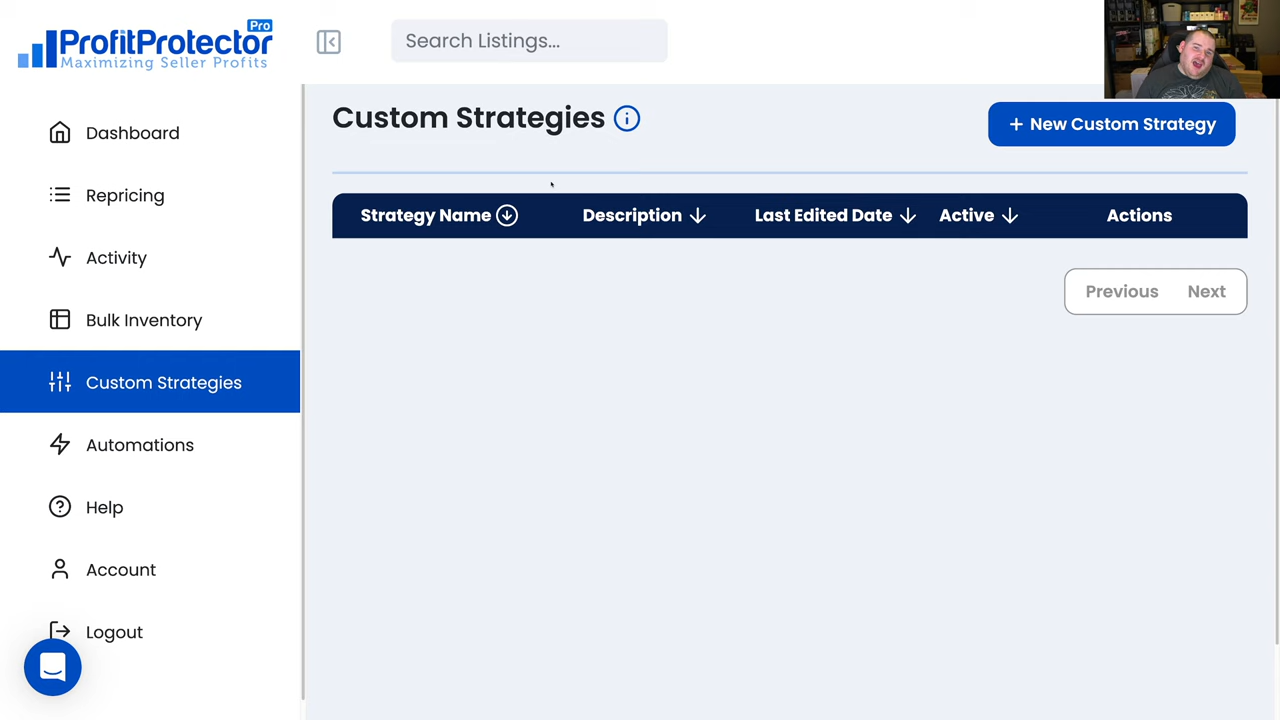 ProfitProtector Pro
Maximizing Seller Profits
Search Listings...
Dashboard
Repricing
Activity
Bulk Inventory
Custom Strategies
Automations
Help
Account
Logout
Custom Strategies
+ New Custom Strategy
Strategy Name Description Last Edited Date Active Actions
Previous Next